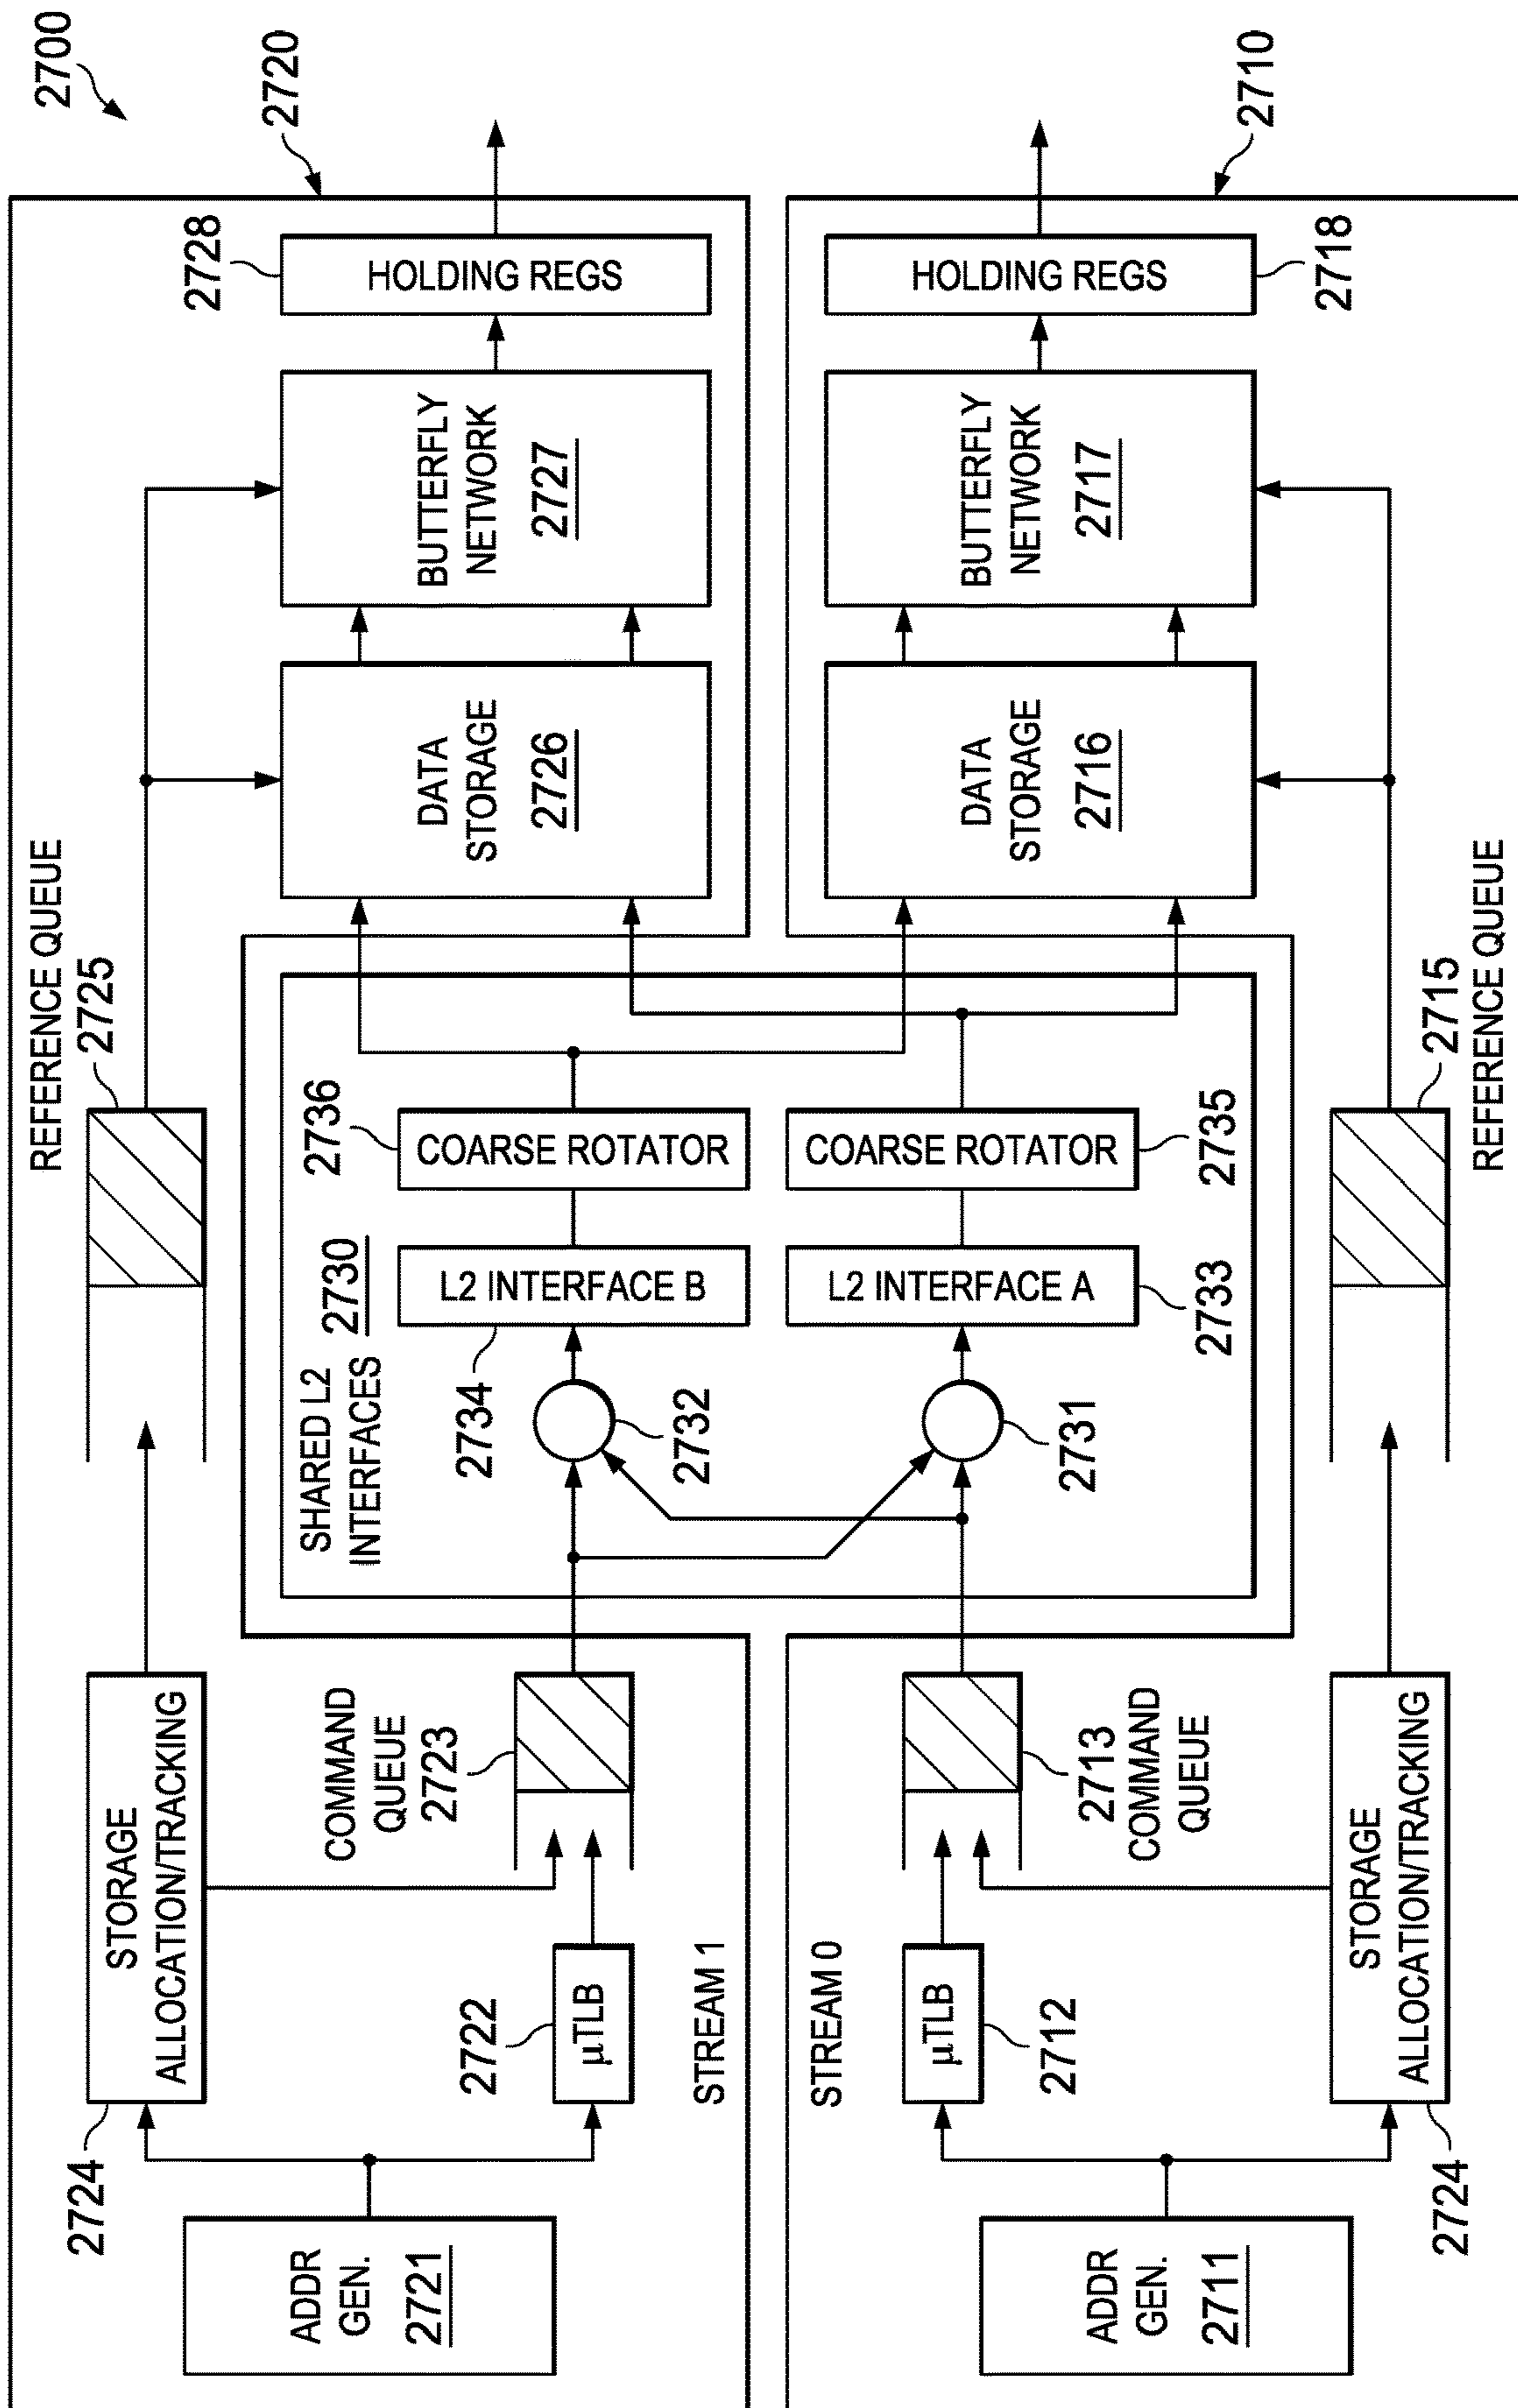 2700
2720
2710
REFERENCE QUEUE
2725
2724
STORAGE
ALLOCATION/TRACKING
ADDR
GEN.
2721
2722
µTLB
STREAM 1
COMMAND
QUEUE
2723
SHARED L2
INTERFACES
2730
2732
2734
L2 INTERFACE B
2736
COARSE ROTATOR
DATA
STORAGE
2726
BUTTERFLY
NETWORK
2727
2728
HOLDING REGS
STREAM 0
ADDR
GEN.
2711
µTLB
2712
2713
COMMAND
QUEUE
2731
L2 INTERFACE A
2733
COARSE ROTATOR
2735
DATA
STORAGE
2716
BUTTERFLY
NETWORK
2717
HOLDING REGS
2718
STORAGE
ALLOCATION/TRACKING
2724
2715
REFERENCE QUEUE